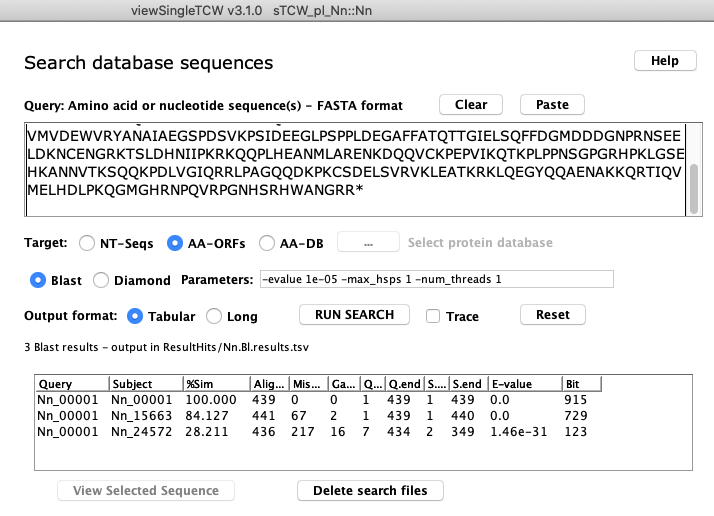 viewSingleTCW v3.1.0 sTCW_pl_Nn::Nn
Search database sequences
Help
Query: Amino acid or nucleotide sequence(s) - FASTA format
Clear
Paste
VMVDEWVRYANAIAEGSPDSVKPSIDEEGLPSPPLDEGAFFATQTTGIELSQFFDGMDDDGNPRNSEE
LDKNCENGRKTSLDHNIIPKRKQQPLHEANMLARENKDQQVCKPEPVIKQTKPLPPNSGPGRHPKLGSE
HKANNVTKSQQKPDLVGIQRRLPAGQQDKPKCSDELSVRVKLEATKRKLQEGYQQAENAKKQRTIQV
MELHDLPKQGMGHRNPQVRPGNHSRHWANGRR*
Target: NT-Seqs AA-ORFs AA-DB ... Select protein database
Blast Diamond Parameters: -evalue 1e-05 -max_hsps 1 -num_threads 1
Output format: Tabular Long RUN SEARCH Trace Reset
3 Blast results - output in ResultHits/Nn.Bl.results.tsv
Query Subject %Sim Alig... Mis... Ga... Q... Q.end S.... S.end E-value Bit
Nn_00001 Nn_00001 100.000 439 0 0 1 439 1 439 0.0 915
Nn_00001 Nn_15663 84.127 441 67 2 1 439 1 440 0.0 729
Nn_00001 Nn_24572 28.211 436 217 16 7 434 2 349 1.46e-31 123
View Selected Sequence
Delete search files